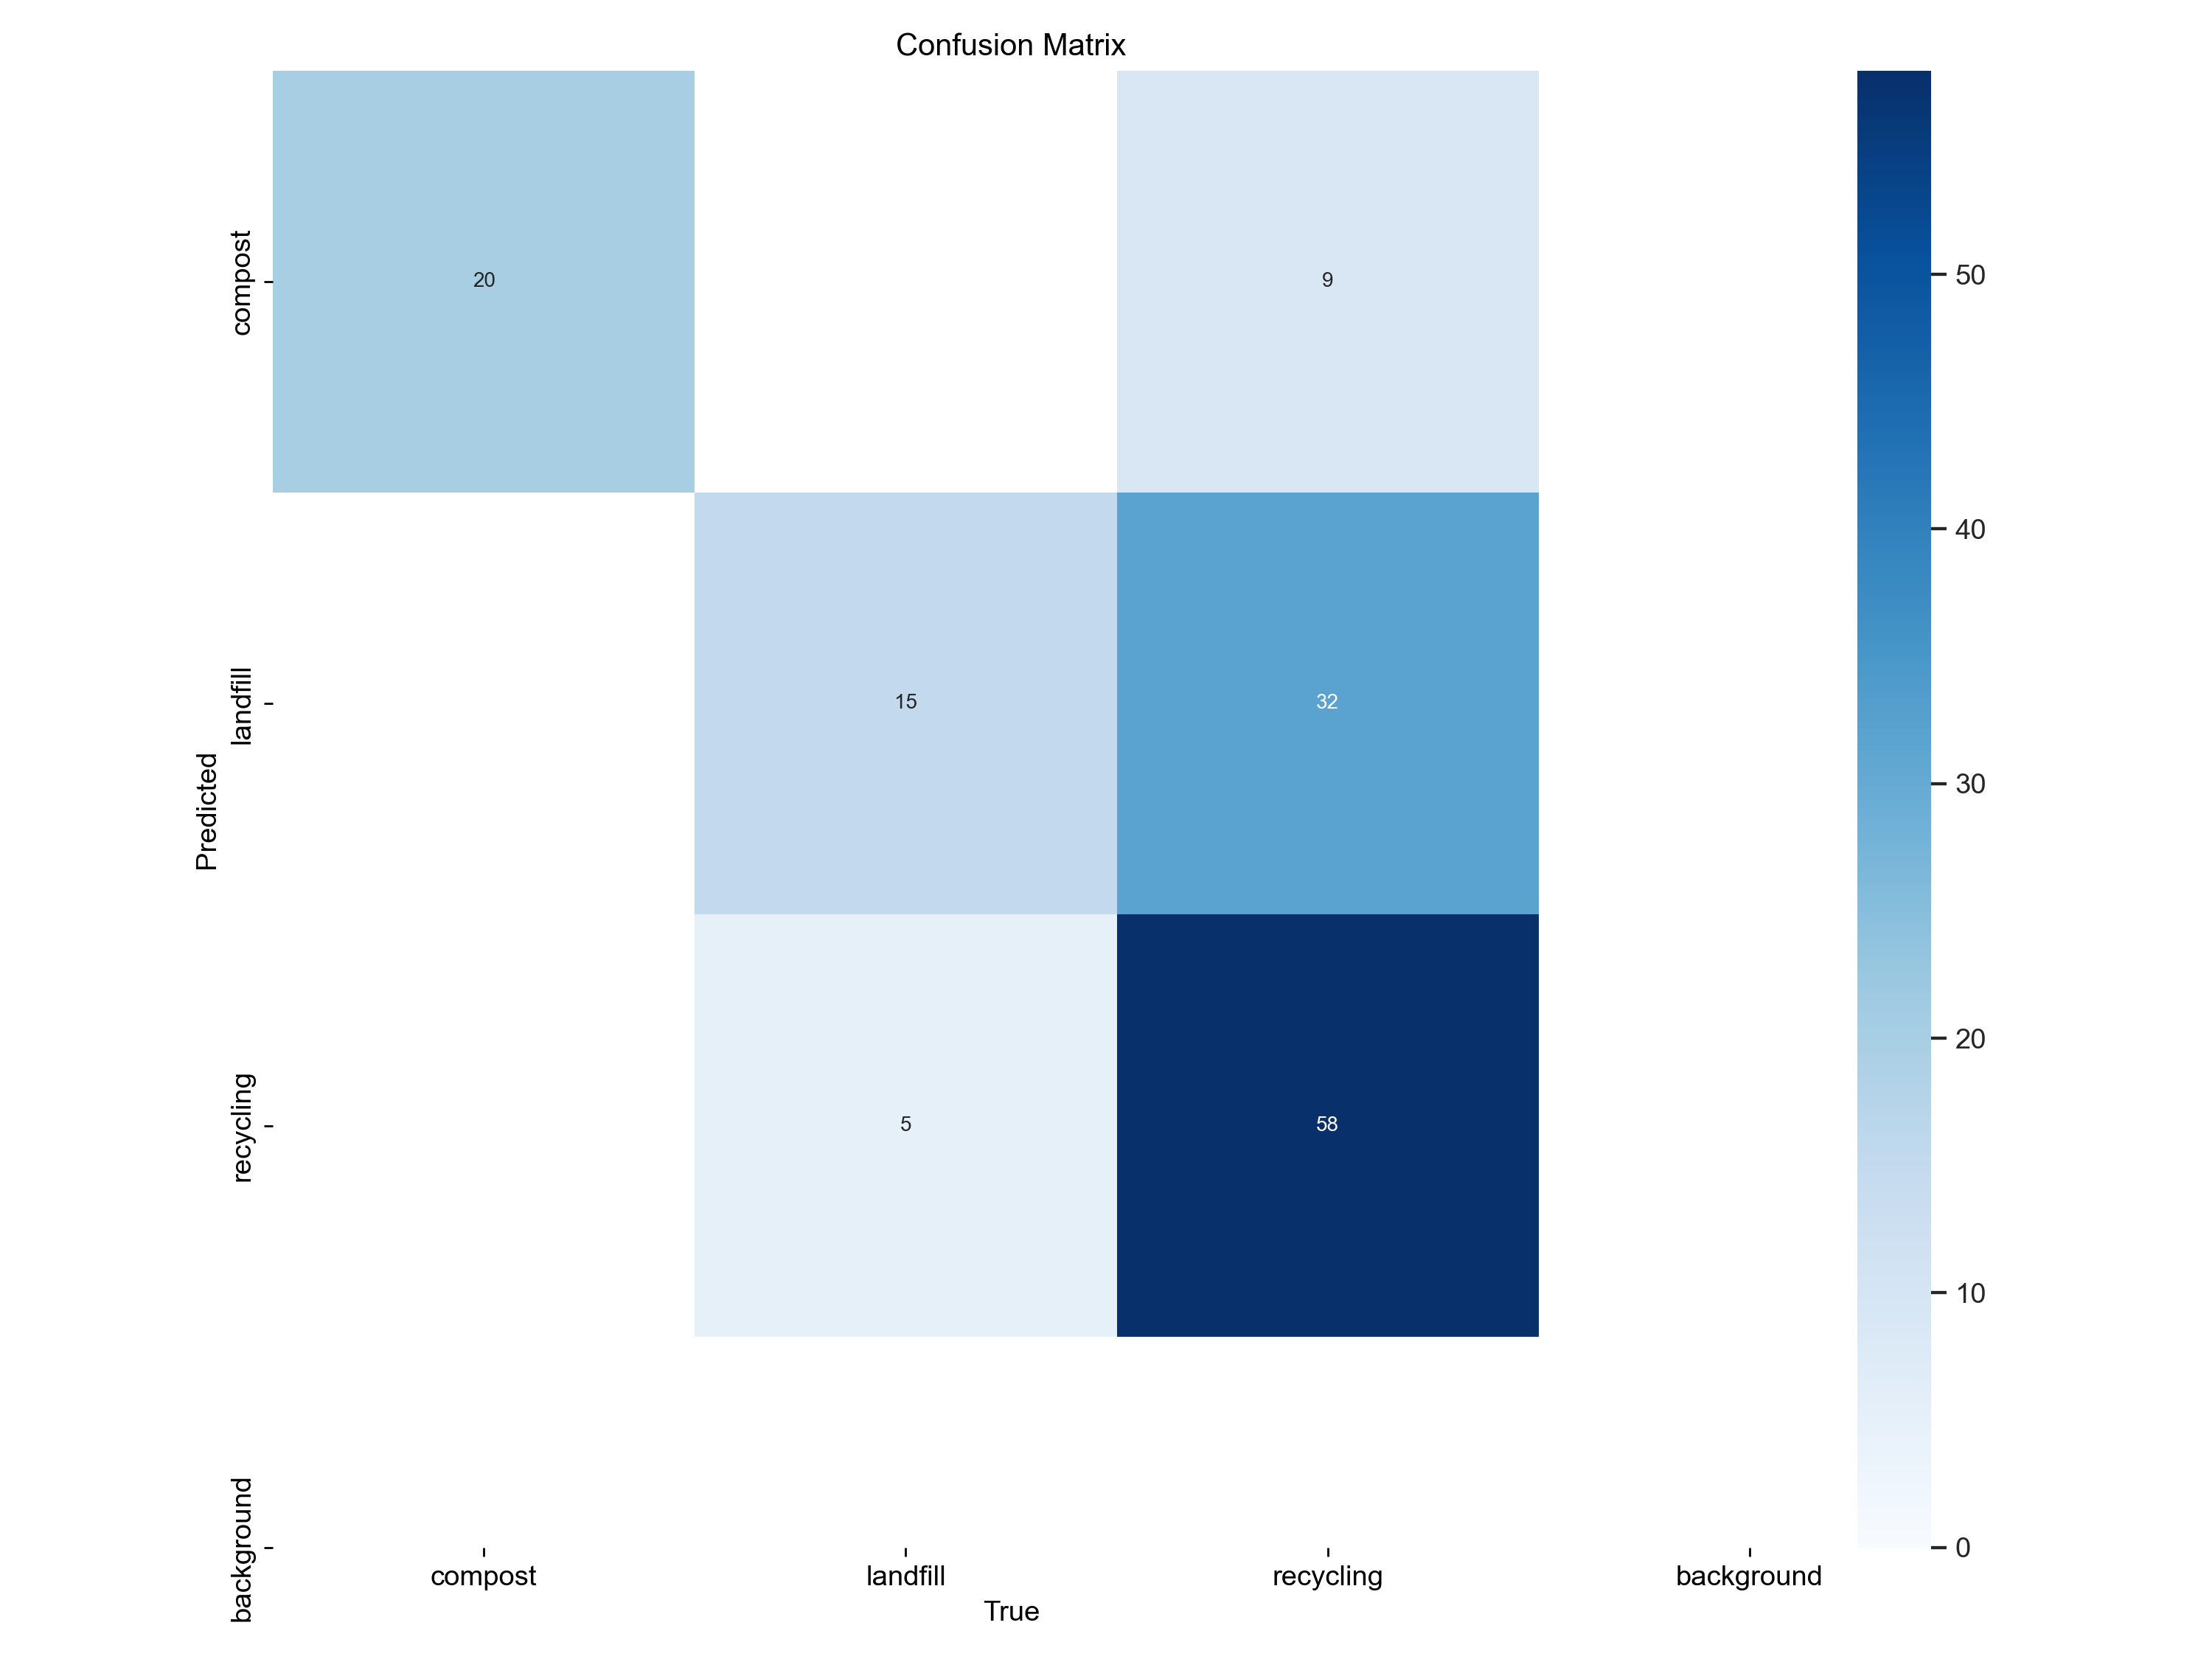 Confusion Matrix
compost
20
9
50
40
landfill
15
32
30
Predicted
20
recycling
5
58
10
background
0
compost
landfill
recycling
background
True